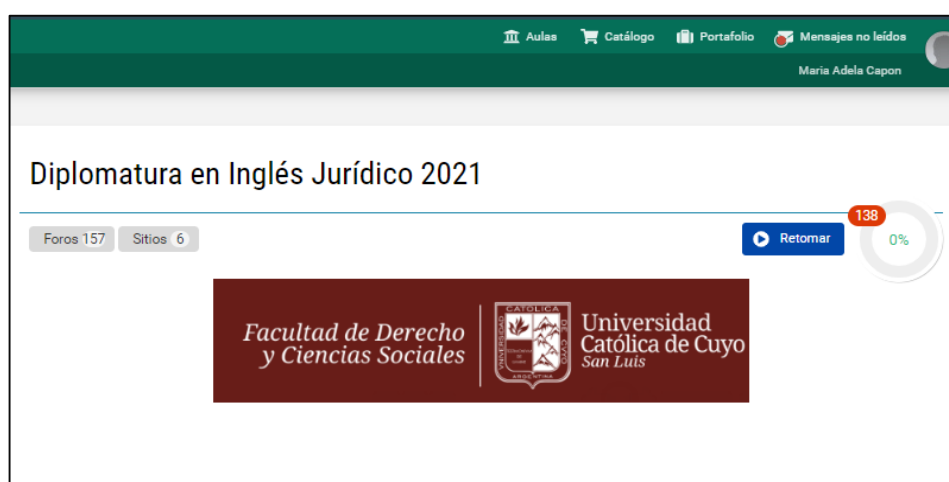 Aulas Catálogo Portafolio Mensajes no leídos
Maria Adela Capon
Diplomatura en Inglés Jurídico 2021
Foros 157 Sitios 6 Retomar 138 0%
Facultad de Derecho
y Ciencias Sociales
UNIVERSIDAD CATOLICA DE CUYO
ARGENTINA
Universidad
Católica de Cuyo
San Luis